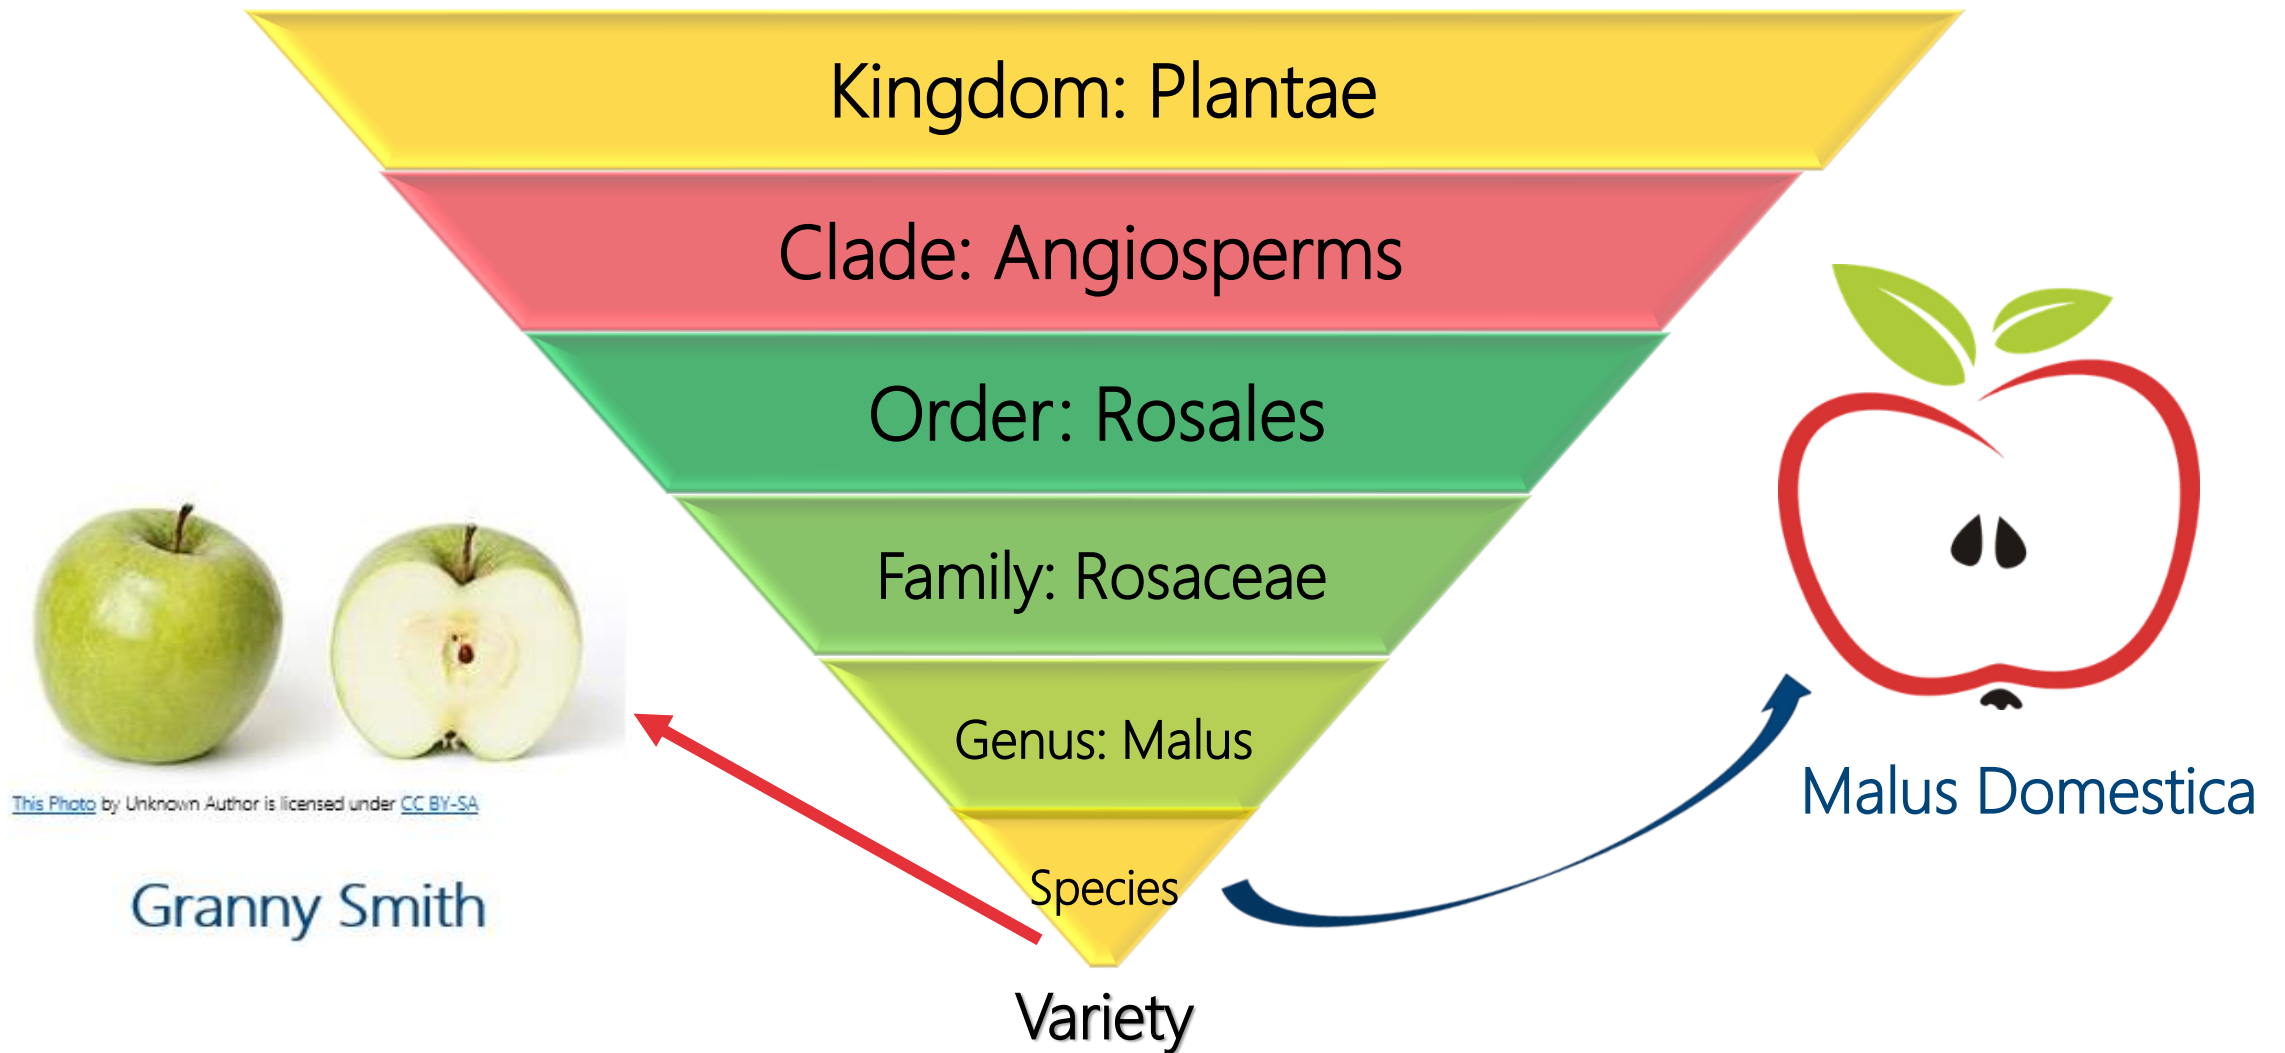 Kingdom: Plantae
Clade: Angiosperms
Order: Rosales
Family: Rosaceae
Genus: Malus
Species
Variety
This Photo by Unknown Author is licensed under CC BY-SA
Granny Smith
Malus Domestica